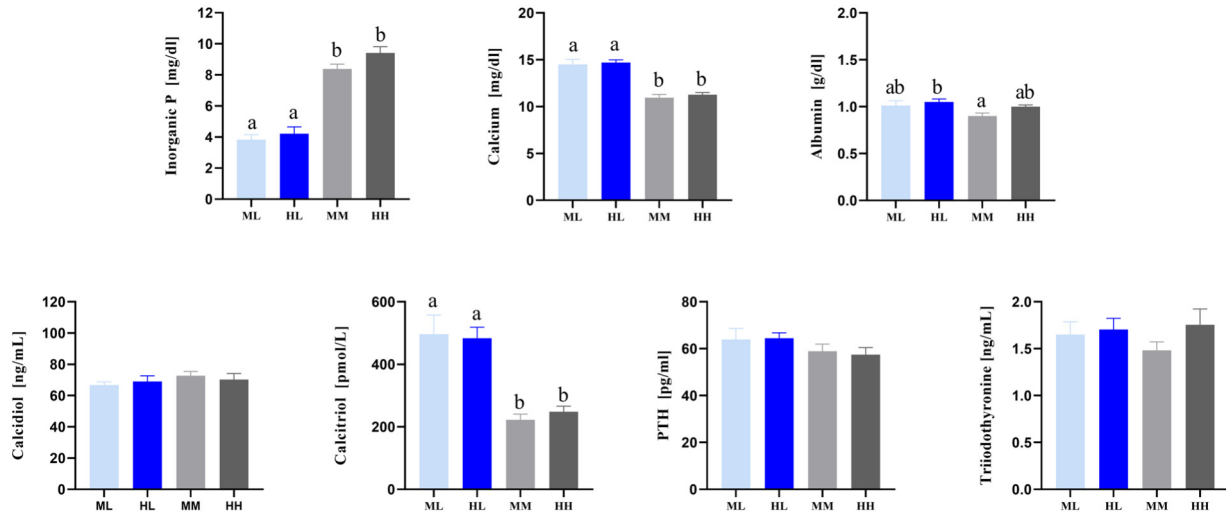 Inorganic P [mg/dl]
12
10
8
6
4
2
0
a
a
b
b
ML HL MM HH
Calcium [mg/dl]
20
15
10
5
0
a
a
b
b
ML HL MM HH
Albumin [g/dl]
2.0
1.5
1.0
0.5
0.0
ab
b
a
ab
ML HL MM HH
Calcidiol [ng/mL]
120
100
80
60
40
20
0
ML HL MM HH
Calcitriol [pmol/L]
600
400
200
0
a
a
b
b
ML HL MM HH
PTH [pg/ml]
80
60
40
20
0
ML HL MM HH
Triiodothyronine [ng/mL]
2.0
1.5
1.0
0.5
0.0
ML HL MM HH